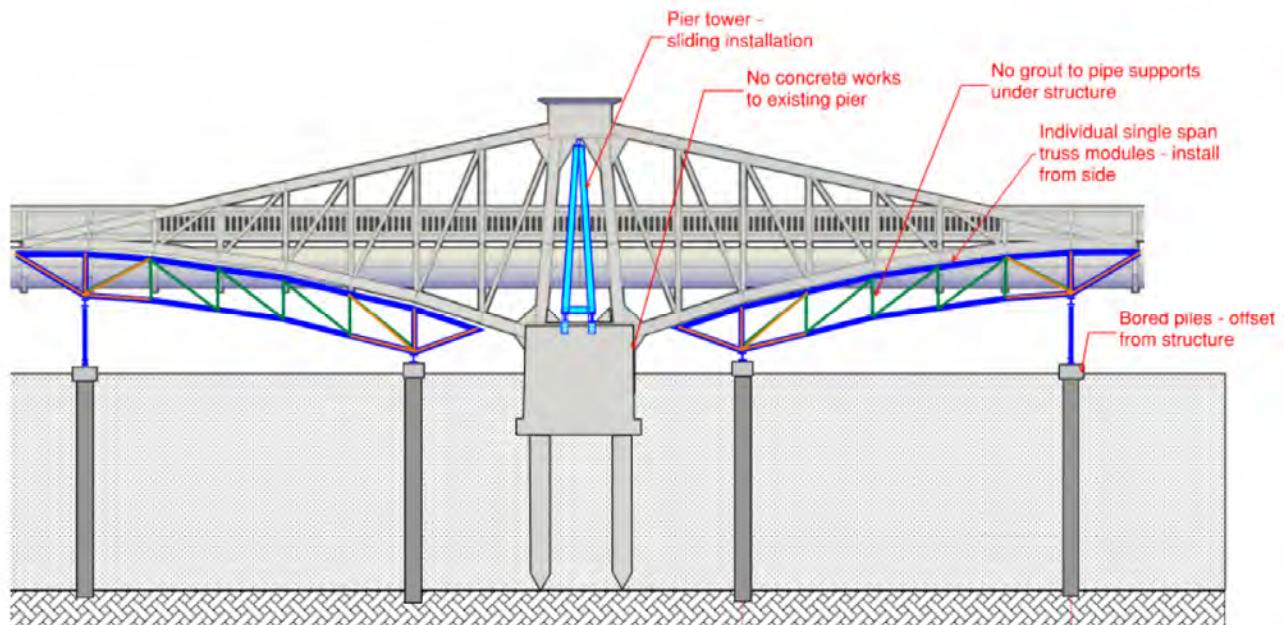 Pier tower -
sliding installation
No concrete works
to existing pier
No grout to pipe supports
under structure
Individual single span
truss modules - install
from side
Bored piles - offset
from structure